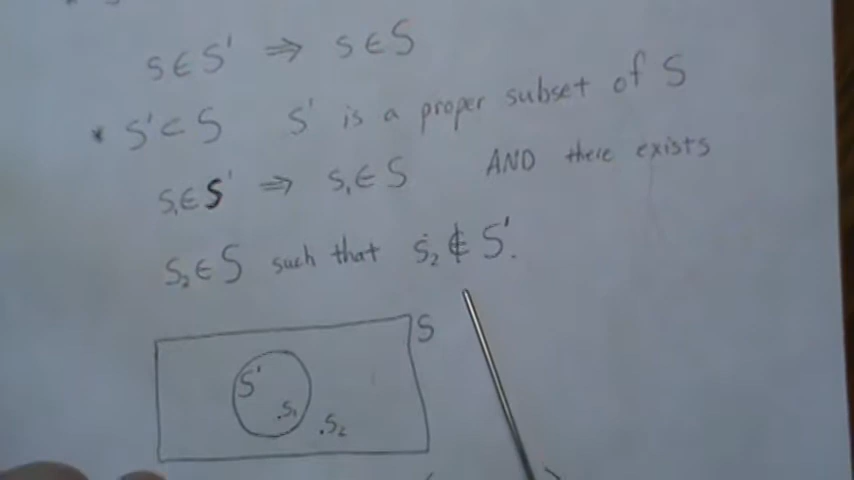 s ∈ S' ⇒ s ∈ S
* S' ⊂ S S' is a proper subset of S
s₁ ∈ S' ⇒ s₁ ∈ S AND there exists
s₂ ∈ S such that s₂ ∉ S'.
S
S'
.s₁
.s₂